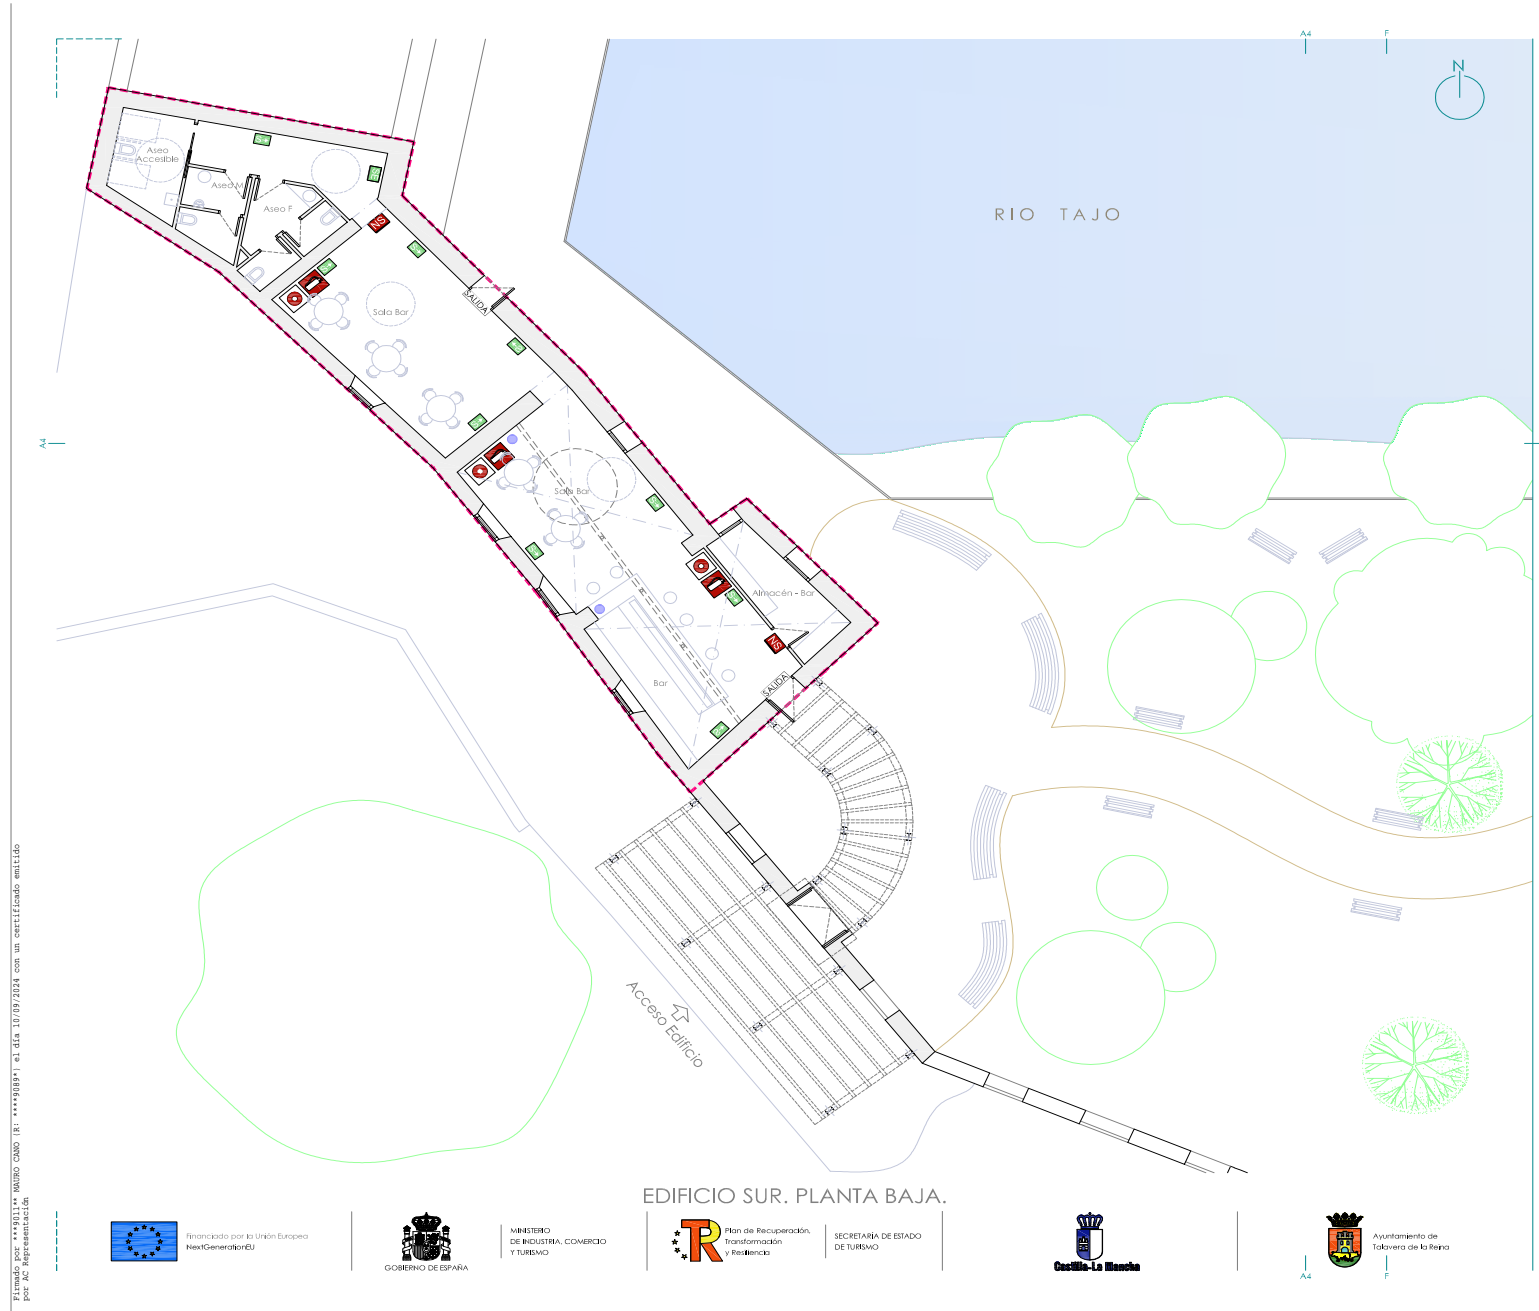 A4
F
N
RIO TAJO
Aseo
Accesible
Aseo M
Aseo F
NS
SALIDA
Sala Bar
A4
Sala Bar
Almacén - Bar
NS
SALIDA
Bar
Acceso Edificio
EDIFICIO SUR. PLANTA BAJA.
Financiado por la Unión Europea
NextGenerationEU
GOBIERNO DE ESPAÑA
MINISTERIO
DE INDUSTRIA, COMERCIO
Y TURISMO
Plan de Recuperación,
Transformación
y Resiliencia
SECRETARÍA DE ESTADO
DE TURISMO
Castilla-La Mancha
Ayuntamiento de
Talavera de la Reina
A4
F
Firmado por ***9011** MAURO CANO (R: ****9089*) el día 10/09/2024 con un certificado emitido
por AC Representación